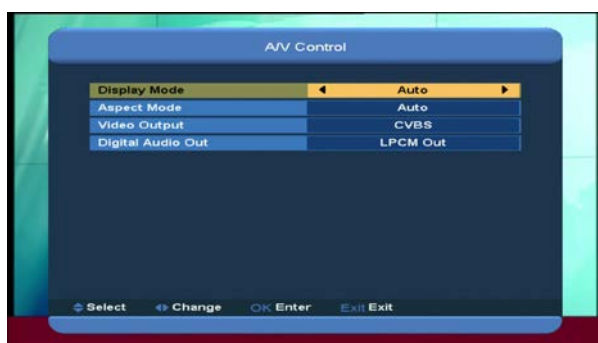 A/V Control
Display Mode Auto
Aspect Mode Auto
Video Output CVBS
Digital Audio Out LPCM Out
Select Change OK Enter Exit Exit